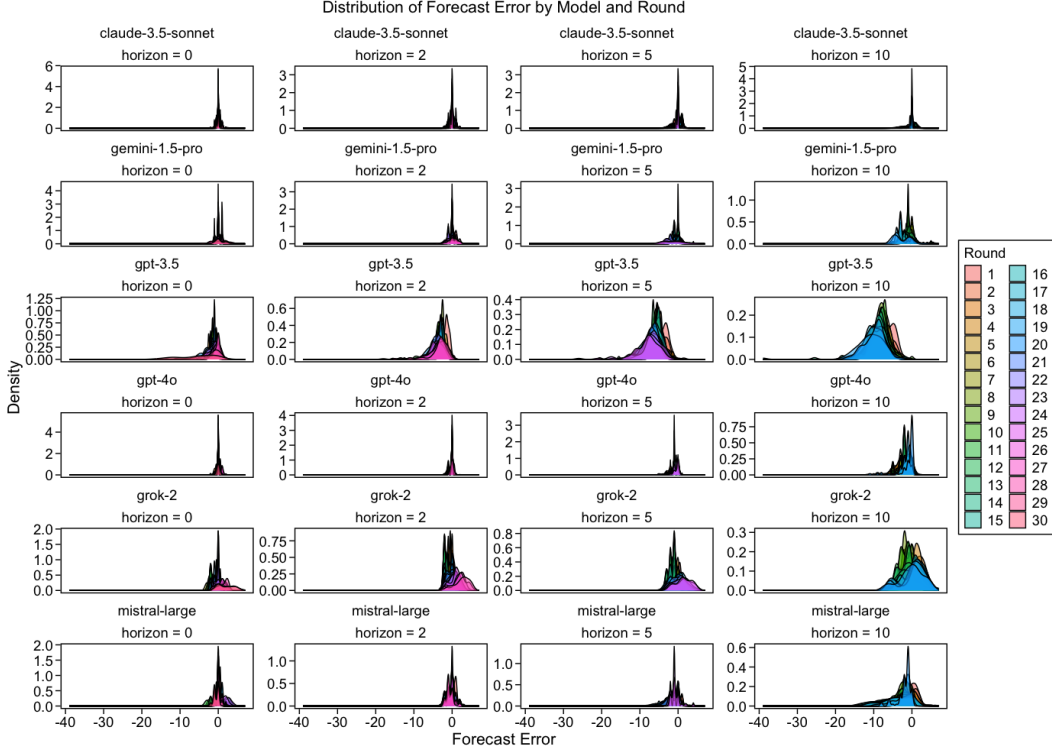 Distribution of Forecast Error by Model and Round
claude-3.5-sonnet claude-3.5-sonnet claude-3.5-sonnet claude-3.5-sonnet
horizon = 0 horizon = 2 horizon = 5 horizon = 10
6 4 2 0
3 2 1 0
3 2 1 0
5 4 3 2 1 0
gemini-1.5-pro gemini-1.5-pro gemini-1.5-pro gemini-1.5-pro
horizon = 0 horizon = 2 horizon = 5 horizon = 10
4 3 2 1 0
3 2 1 0
3 2 1 0
1.0 0.5 0.0
gpt-3.5 gpt-3.5 gpt-3.5 gpt-3.5
horizon = 0 horizon = 2 horizon = 5 horizon = 10
1.25 1.00 0.75 0.50 0.25 0.00
0.6 0.4 0.2 0.0
0.4 0.3 0.2 0.1 0.0
0.2 0.1 0.0
gpt-4o gpt-4o gpt-4o gpt-4o
horizon = 0 horizon = 2 horizon = 5 horizon = 10
4 2 0
4 3 2 1 0
3 2 1 0
0.75 0.50 0.25 0.00
grok-2 grok-2 grok-2 grok-2
horizon = 0 horizon = 2 horizon = 5 horizon = 10
2.0 1.5 1.0 0.5 0.0
0.75 0.50 0.25 0.00
0.8 0.6 0.4 0.2 0.0
0.3 0.2 0.1 0.0
mistral-large mistral-large mistral-large mistral-large
horizon = 0 horizon = 2 horizon = 5 horizon = 10
2.0 1.5 1.0 0.5 0.0
1.0 0.5 0.0
1.0 0.5 0.0
0.6 0.4 0.2 0.0
-40 -30 -20 -10 0 -40 -30 -20 -10 0 -40 -30 -20 -10 0 -40 -30 -20 -10 0
Forecast Error
Density
Round
1 16
2 17
3 18
4 19
5 20
6 21
7 22
8 23
9 24
10 25
11 26
12 27
13 28
14 29
15 30